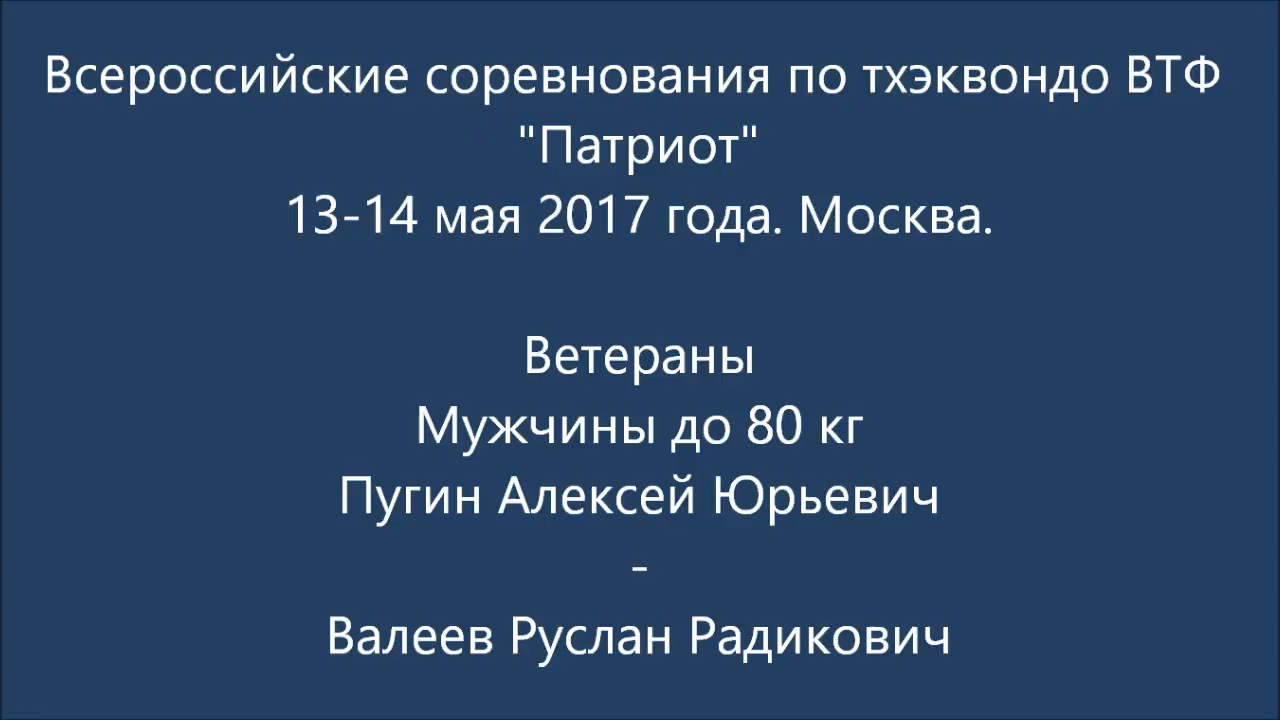 Всероссийские соревнования по тхэквондо ВТФ
"Патриот"
13-14 мая 2017 года. Москва.
Ветераны
Мужчины до 80 кг
Пугин Алексей Юрьевич
-
Валеев Руслан Радикович